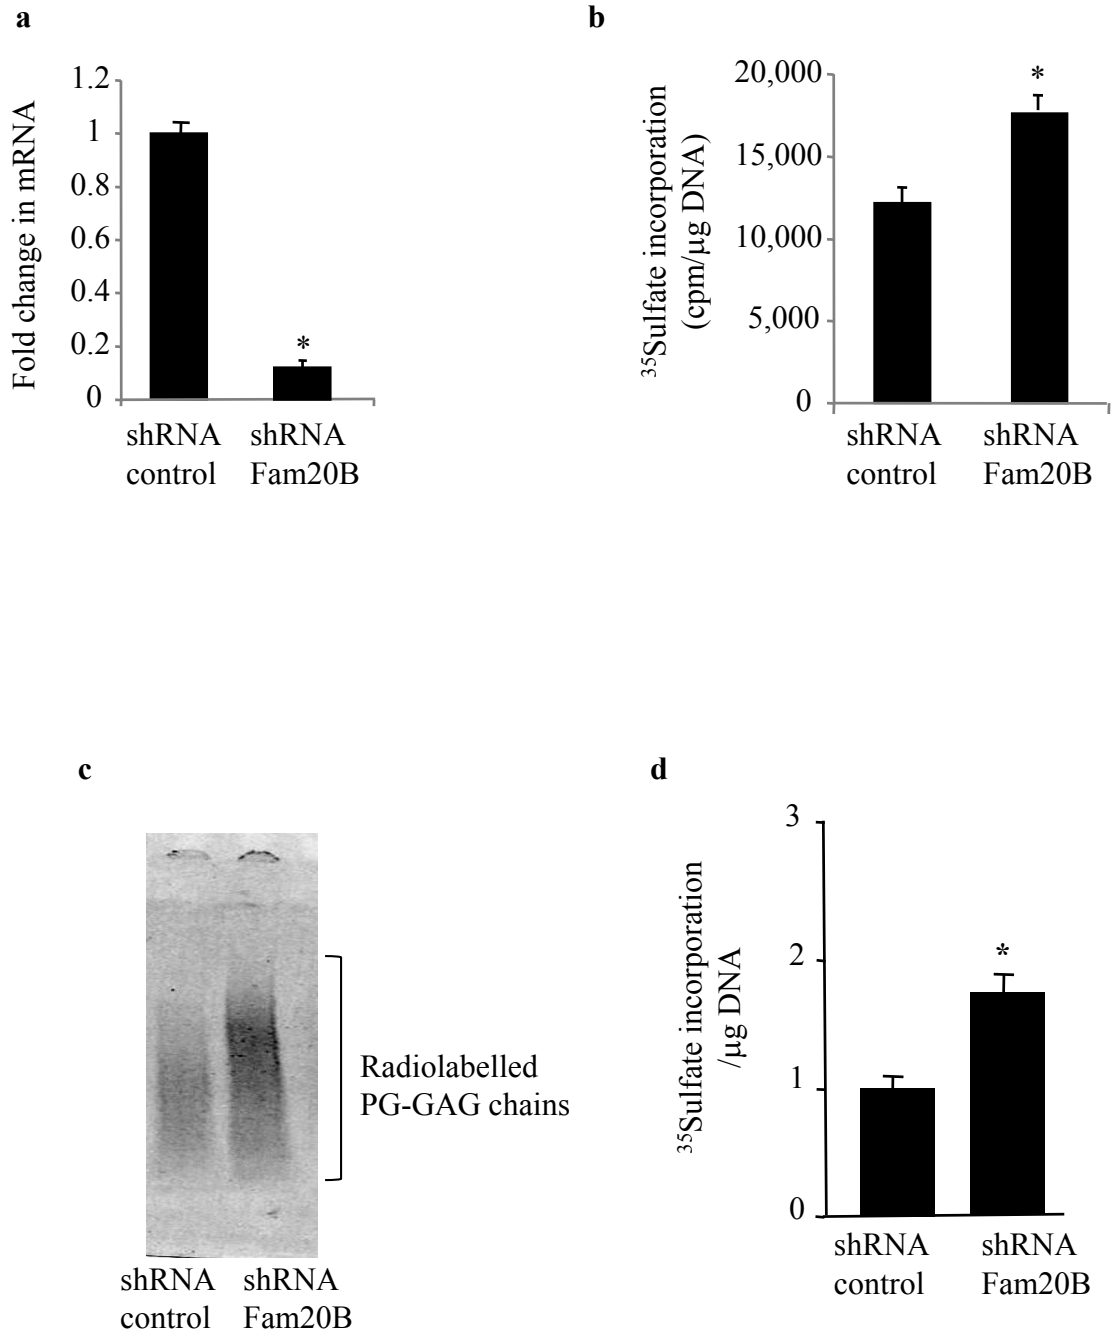 a
Fold change in mRNA
1.2
1
0.8
0.6
0.4
0.2
0
*
shRNA
control
shRNA
Fam20B
b
³⁵Sulfate incorporation
(cpm/µg DNA)
20,000
15,000
10,000
5,000
0
*
shRNA
control
shRNA
Fam20B
c
Radiolabelled
PG-GAG chains
shRNA
control
shRNA
Fam20B
d
³⁵Sulfate incorporation
/µg DNA
3
2
1
0
*
shRNA
control
shRNA
Fam20B